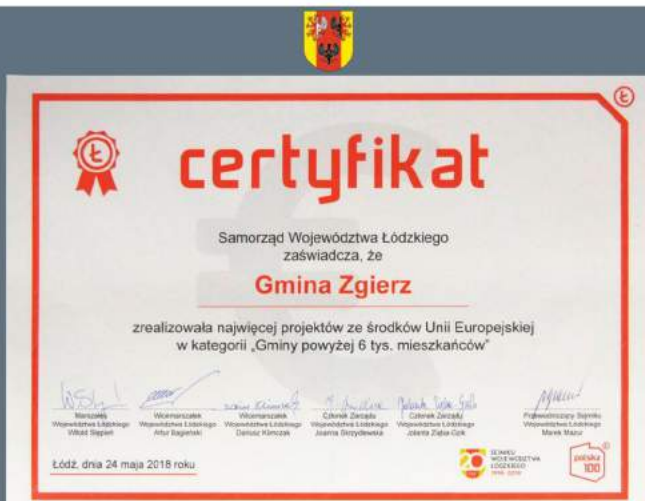 certyfikat
Samorząd Województwa Łódzkiego
zaświadcza, że
Gmina Zgierz
zrealizowała najwięcej projektów ze środków Unii Europejskiej
w kategorii „Gminy powyżej 6 tys. mieszkańców"
Marszałek
Województwa Łódzkiego
Witold Stępień
Wicemarszałek
Województwa Łódzkiego
Artur Bagieński
Wicemarszałek
Województwa Łódzkiego
Dariusz Klimczak
Członek Zarządu
Województwa Łódzkiego
Joanna Skrzydlewska
Członek Zarządu
Województwa Łódzkiego
Jolanta Zięba-Gzik
Przewodniczący Sejmiku
Województwa Łódzkiego
Marek Mazur
Łódź, dnia 24 maja 2018 roku
20
SEJMIKU
WOJEWÓDZTWA
ŁÓDZKIEGO
1998-2018
polska
100